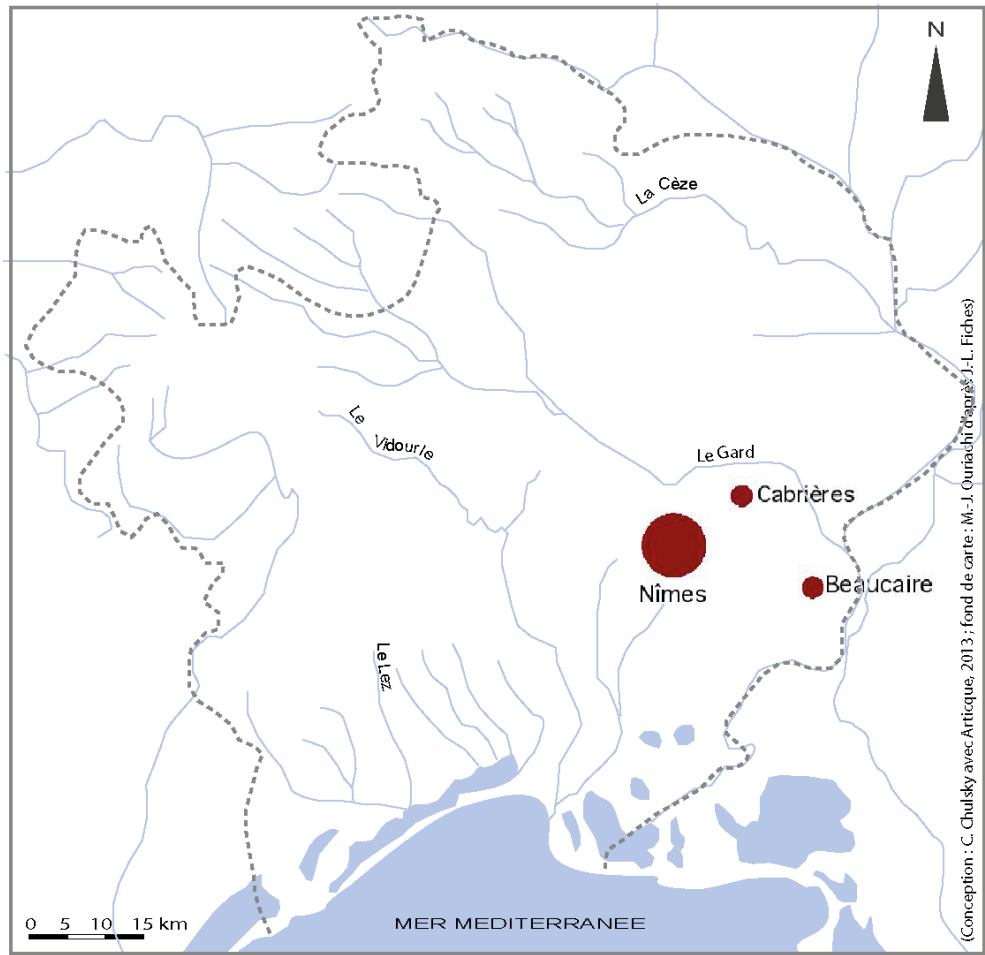 N
La Cèze
Le Vidourle
Le Gard
Cabrières
Nîmes
Beaucaire
Le Lez
0 5 10 15 km
MER MEDITERRANEE
(Conception : C. Chulsky avec Articque, 2013 ; fond de carte : M.-J. Ouriachi d'après J.-L. Fiches)